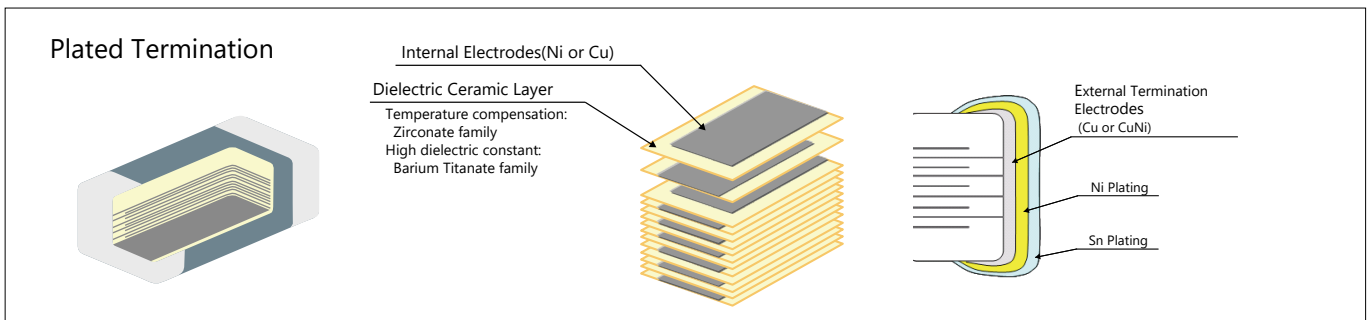 Plated Termination
Internal Electrodes(Ni or Cu)
Dielectric Ceramic Layer
Temperature compensation:
Zirconate family
High dielectric constant:
Barium Titanate family
External Termination
Electrodes
(Cu or CuNi)
Ni Plating
Sn Plating